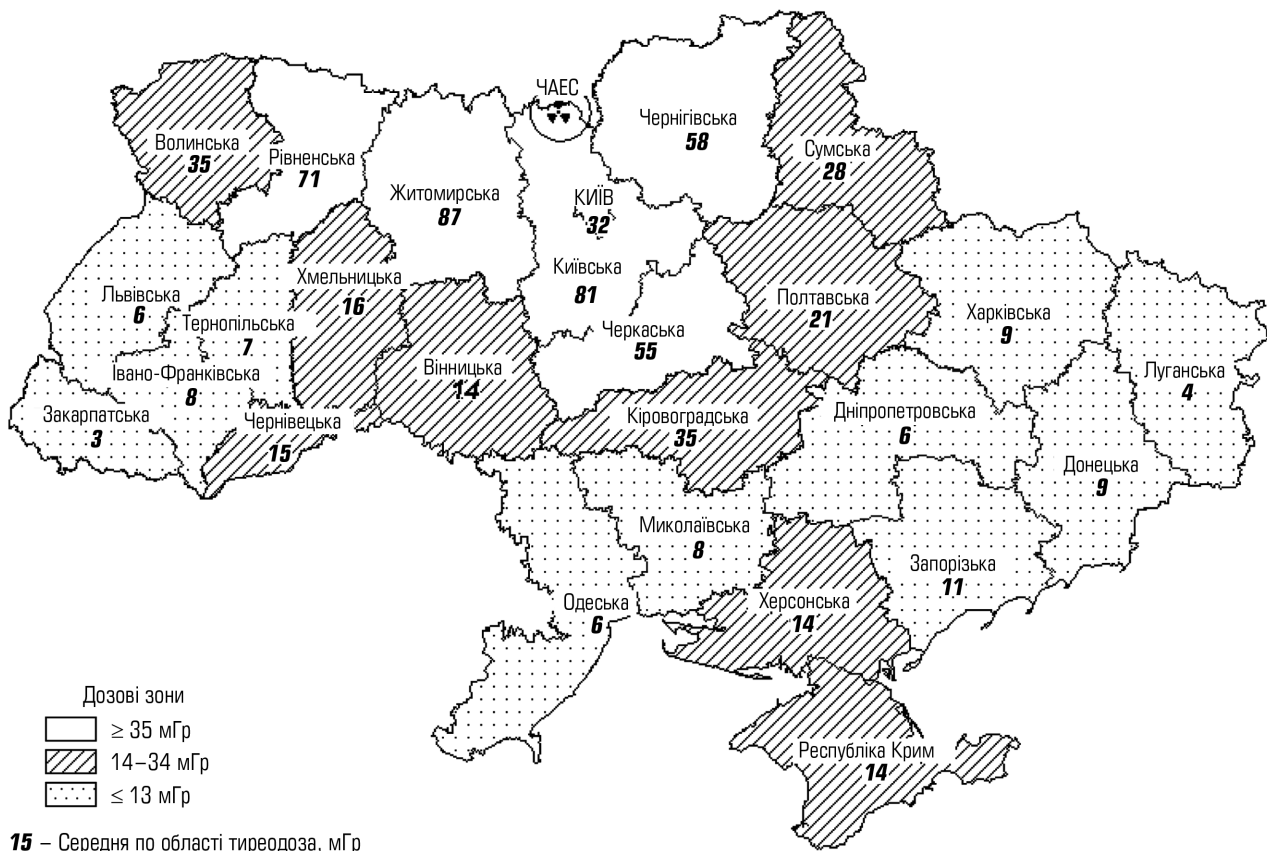 ЧАЕС
Чернігівська
58
Сумська
28
Волинська
35
Рівненська
71
Житомирська
87
КИЇВ
32
Київська
81
Хмельницька
16
Львівська
6
Тернопільська
7
Полтавська
21
Харківська
9
Черкаська
55
Вінницька
14
Івано-Франківська
8
Луганська
4
Закарпатська
3
Чернівецька
15
Кіровоградська
35
Дніпропетровська
6
Донецька
9
Миколаївська
8
Запорізька
11
Одеська
6
Херсонська
14
Республіка Крим
14
Дозові зони
≥ 35 мГр
14–34 мГр
≤ 13 мГр
15 – Середня по області тиреодоза, мГр